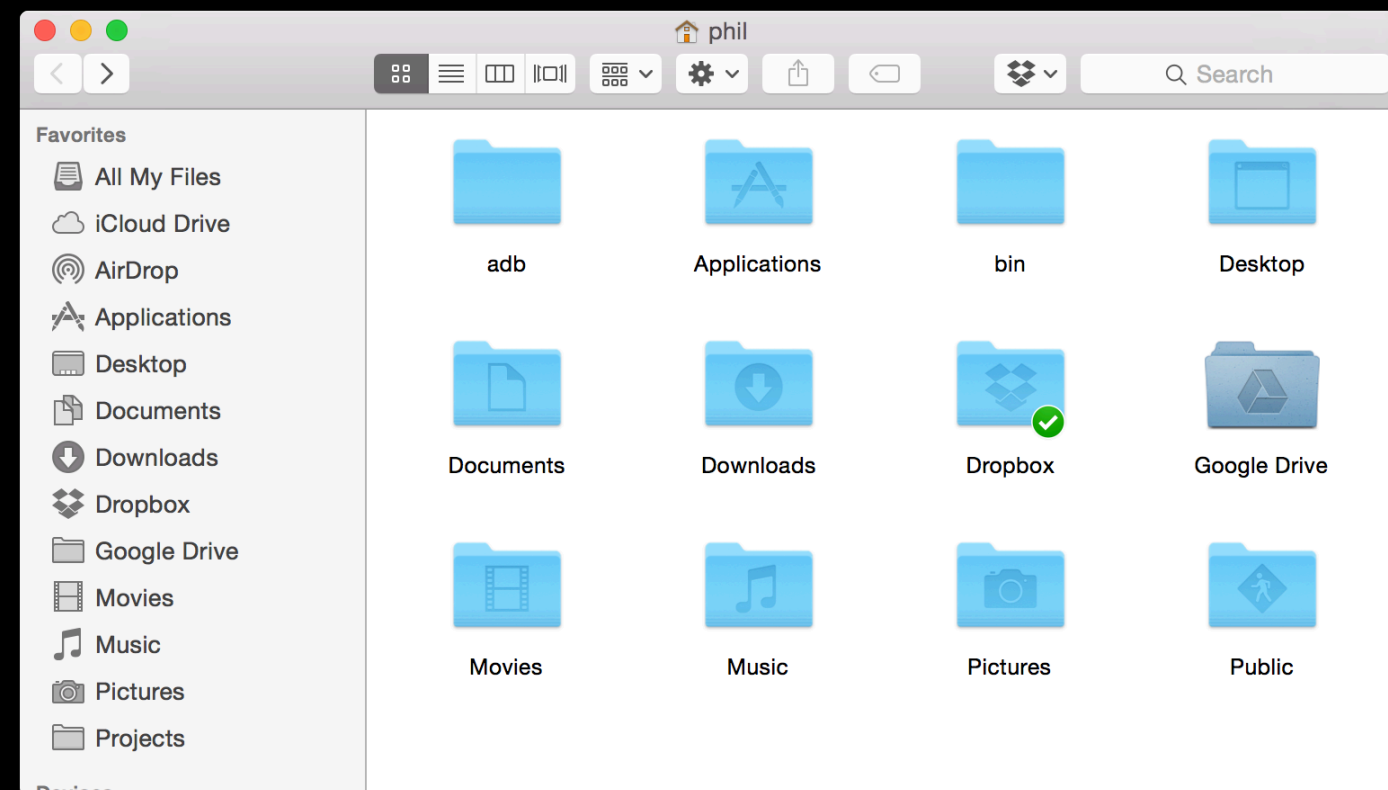 phil
Search
Favorites
All My Files
iCloud Drive
AirDrop
Applications
Desktop
Documents
Downloads
Dropbox
Google Drive
Movies
Music
Pictures
Projects
adb
Applications
bin
Desktop
Documents
Downloads
Dropbox
Google Drive
Movies
Music
Pictures
Public